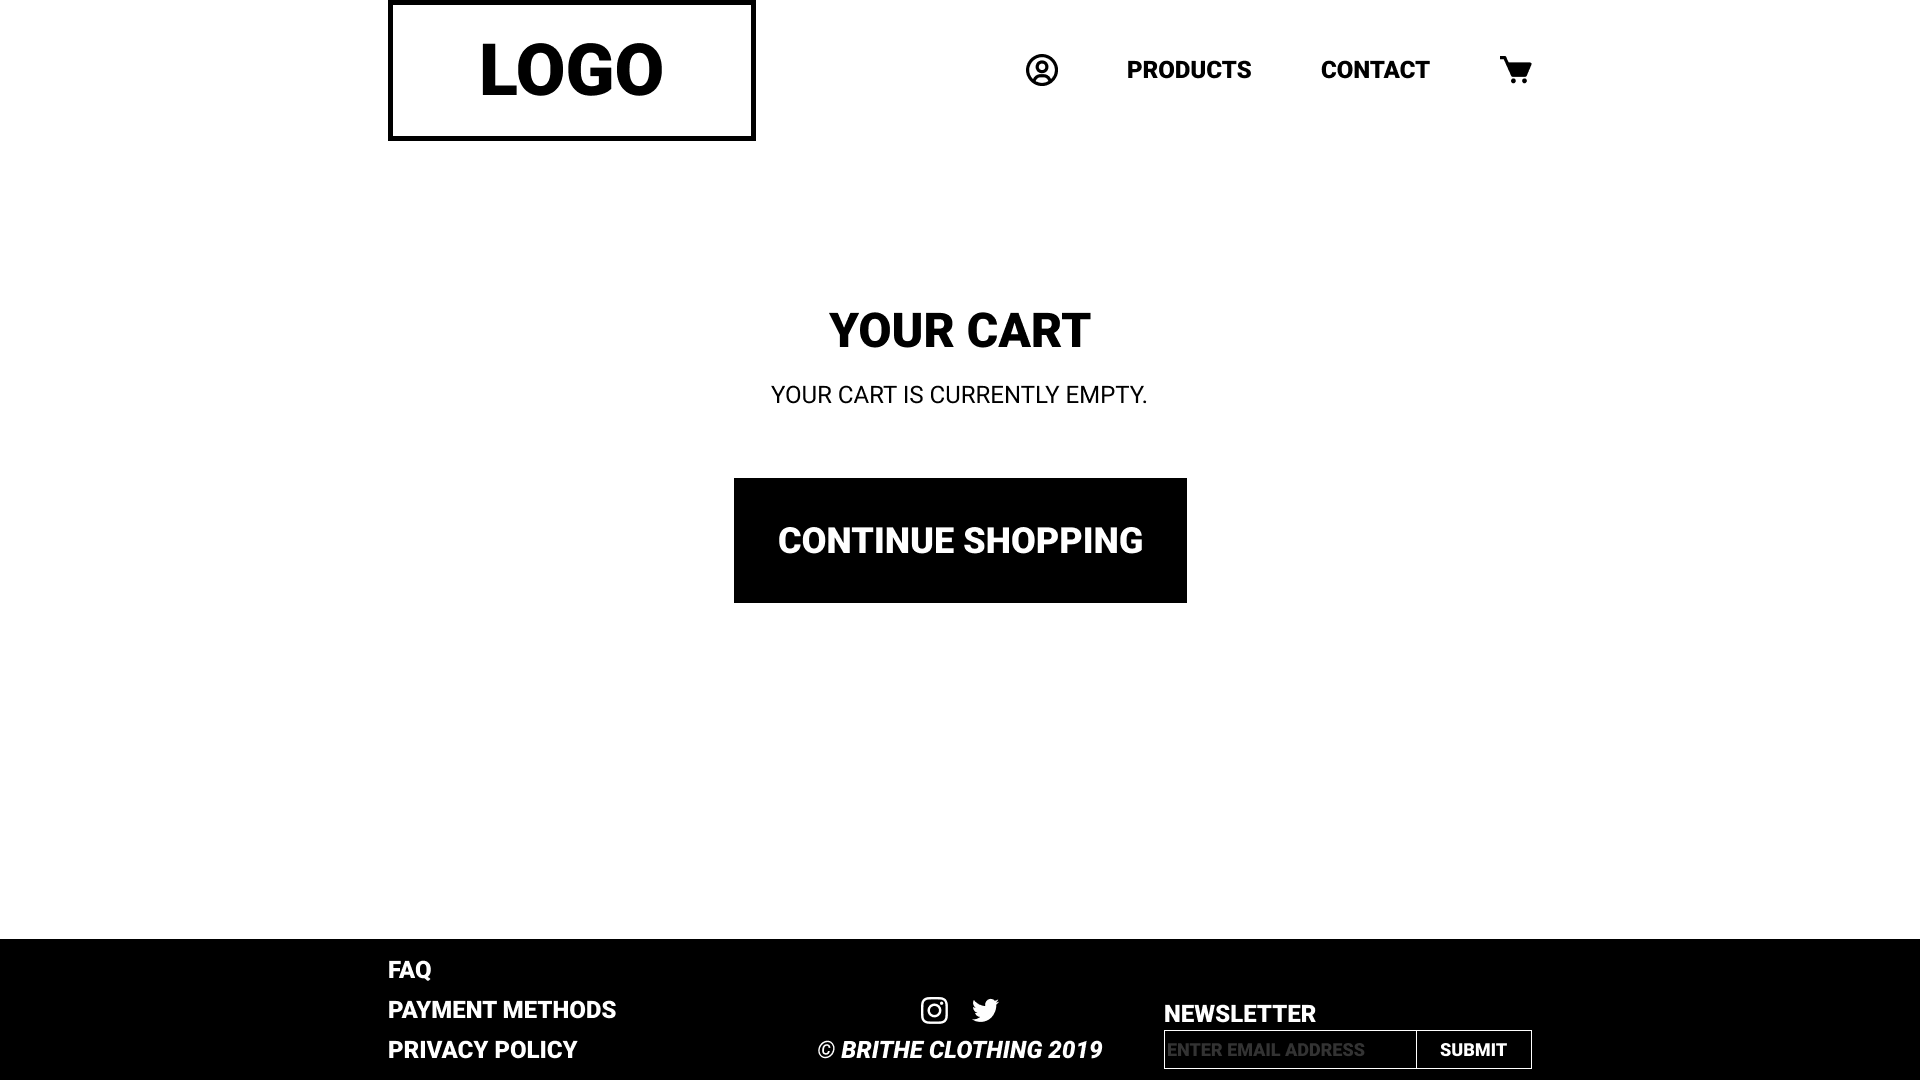 LOGO
PRODUCTS
CONTACT
YOUR CART
YOUR CART IS CURRENTLY EMPTY.
CONTINUE SHOPPING
FAQ
PAYMENT METHODS
PRIVACY POLICY
© BRITHE CLOTHING 2019
NEWSLETTER
ENTER EMAIL ADDRESS
SUBMIT